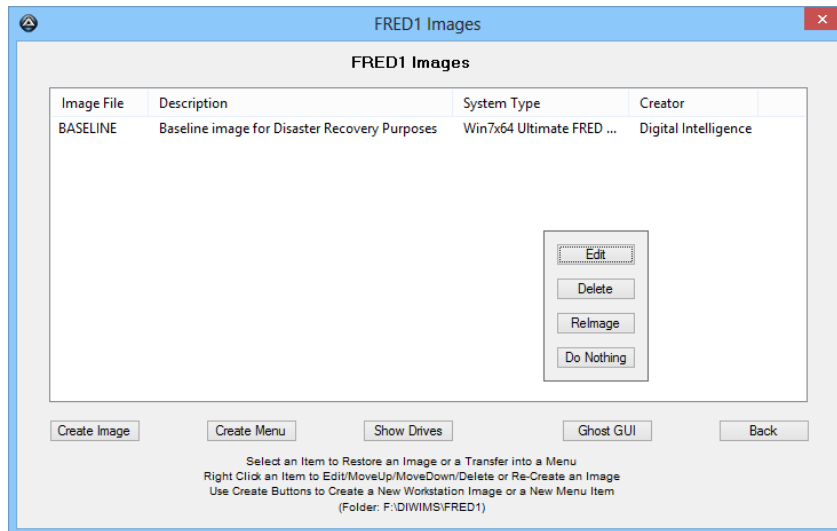 FRED1 Images
FRED1 Images
Image File Description System Type Creator
BASELINE Baseline image for Disaster Recovery Purposes Win7x64 Ultimate FRED ... Digital Intelligence
Edit
Delete
ReImage
Do Nothing
Create Image Create Menu Show Drives Ghost GUI Back
Select an Item to Restore an Image or a Transfer into a Menu
Right Click an Item to Edit/MoveUp/MoveDown/Delete or Re-Create an Image
Use Create Buttons to Create a New Workstation Image or a New Menu Item
(Folder: F:\DIWIMS\FRED1)